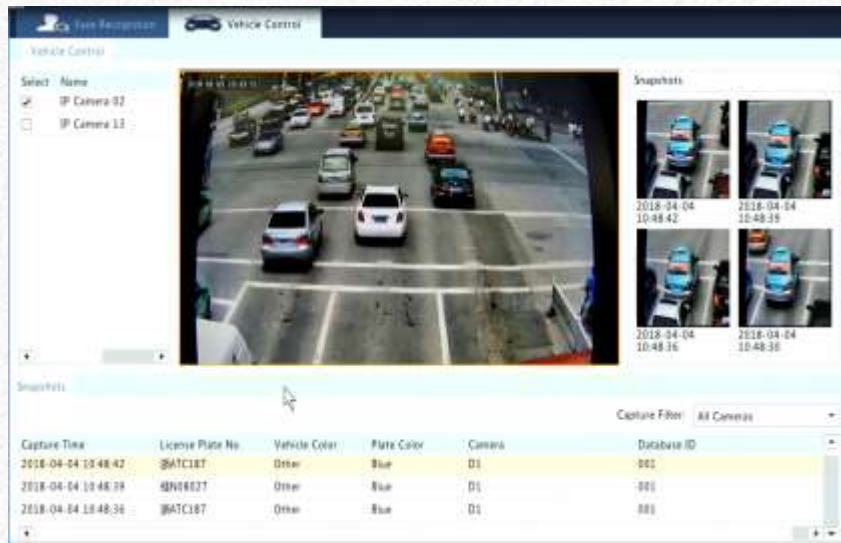 Face Recognition
Vehicle Control
Vehicle Control
Select Name
IP Camera 02
IP Camera 13
Snapshots
2018-04-04
10:48:42
2018-04-04
10:48:39
2018-04-04
10:48:36
2018-04-04
Snapshots
Capture Filter All Cameras
Capture Time License Plate No. Vehicle Color Plate Color Camera Database ID
2018-04-04 10:48:42 ATC187 Other Blue D1 001
2018-04-04 10:48:39 Other Blue D1 001
2018-04-04 10:48:36 ATC187 Other Blue D1 001